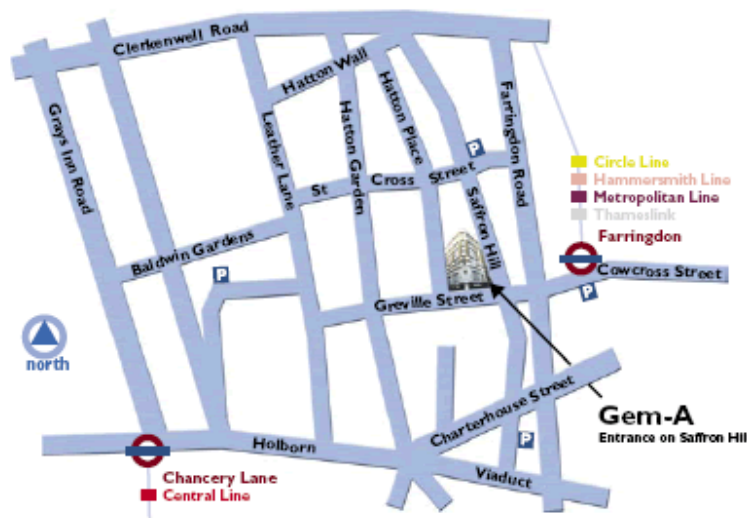 Clerkenwell Road
Hatton Wall
Grays Inn Road
Leather Lane
Hatton Garden
Hatton Place
Farringdon Road
P
St Cross Street
Saffron Hill
Circle Line
Hammersmith Line
Metropolitan Line
Thameslink
Farringdon
Cowcross Street
Baldwin Gardens
P
P
Greville Street
north
Gem-A
Entrance on Saffron Hill
Charterhouse Street
P
Holborn
Viaduct
Chancery Lane
Central Line